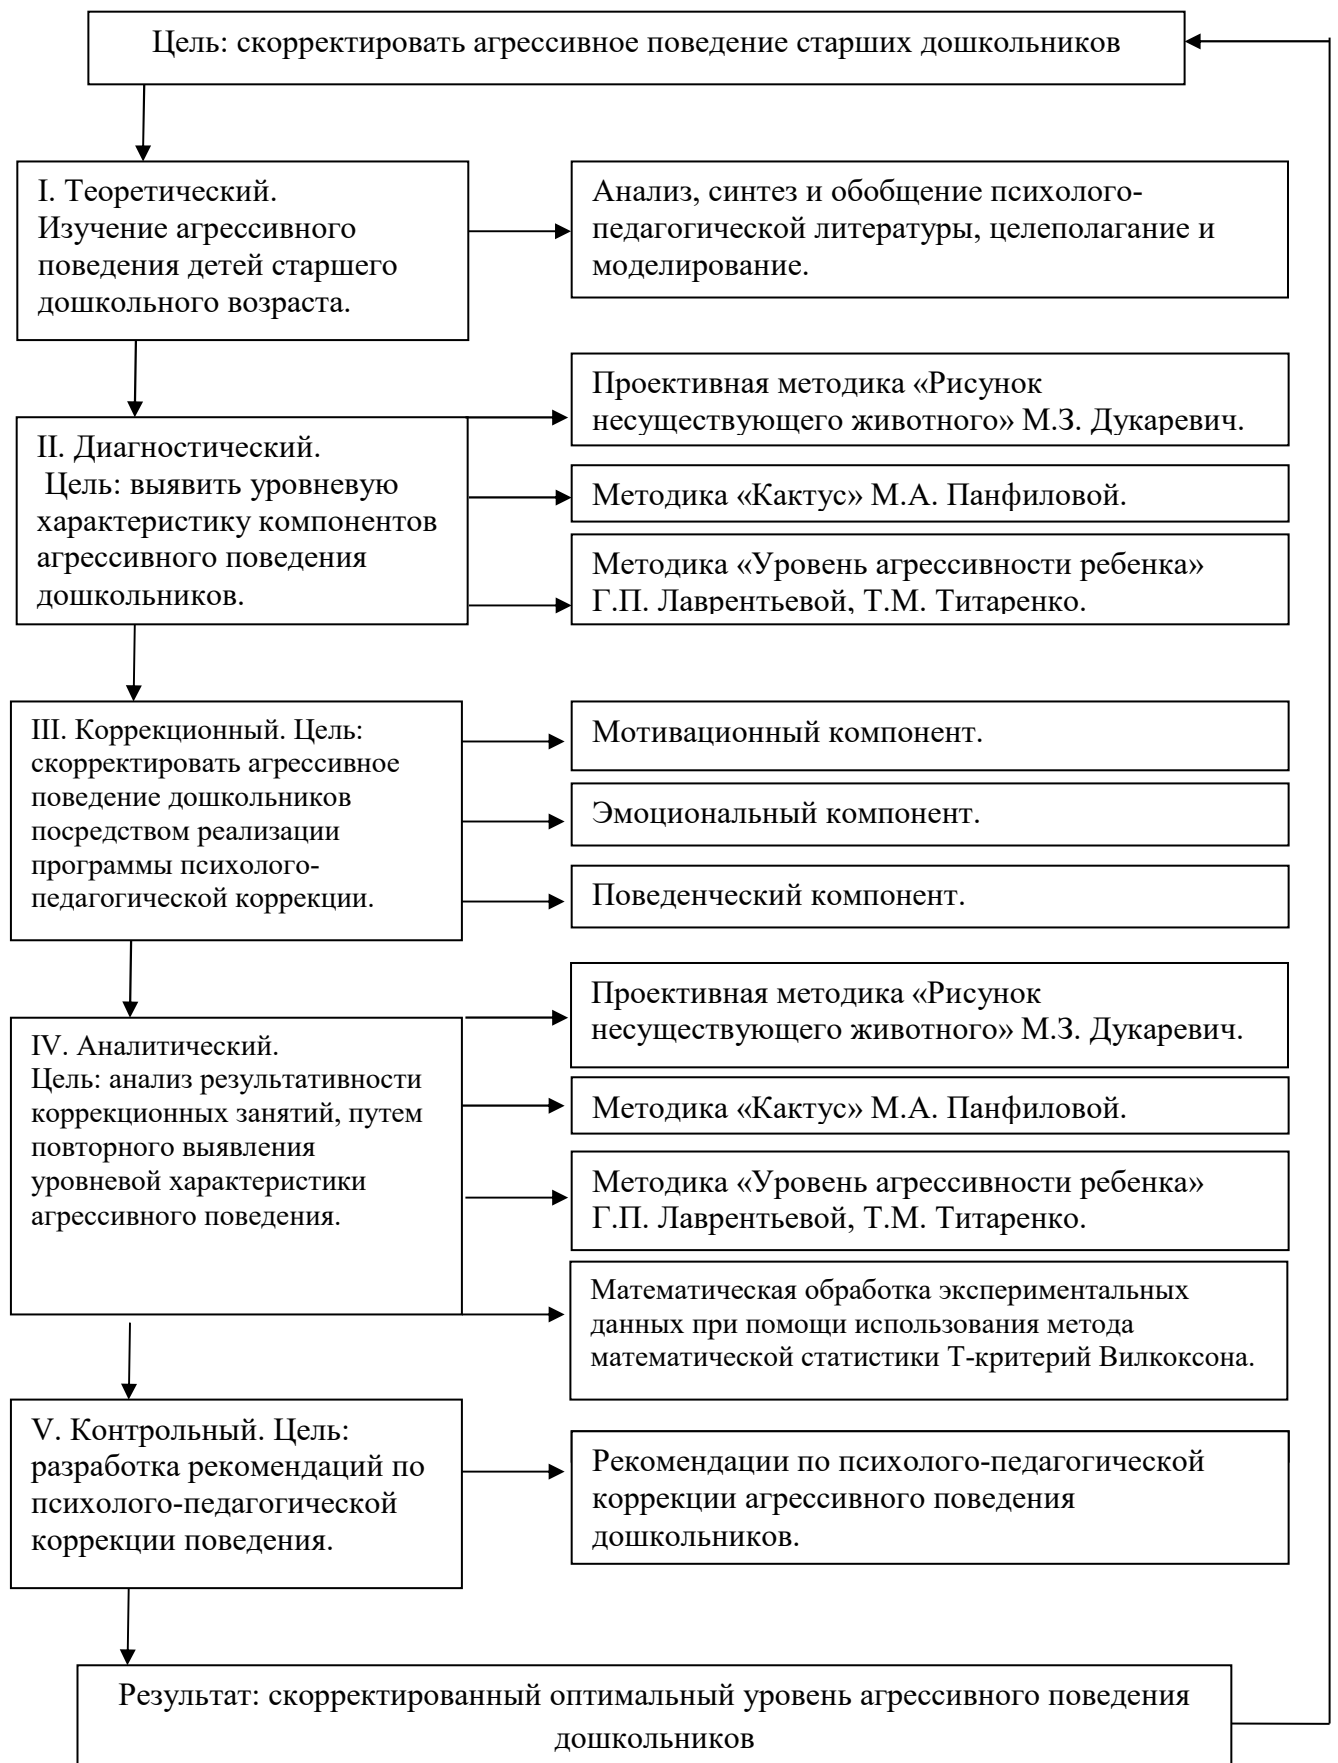 Цель: скорректировать агрессивное поведение старших дошкольников
I. Теоретический.
Изучение агрессивного
поведения детей старшего
дошкольного возраста.
Анализ, синтез и обобщение психолого-
педагогической литературы, целеполагание и
моделирование.
II. Диагностический.
Цель: выявить уровневую
характеристику компонентов
агрессивного поведения
дошкольников.
Проективная методика «Рисунок
несуществующего животного» М.З. Дукаревич.
Методика «Кактус» М.А. Панфиловой.
Методика «Уровень агрессивности ребенка»
Г.П. Лаврентьевой, Т.М. Титаренко.
III. Коррекционный. Цель:
скорректировать агрессивное
поведение дошкольников
посредством реализации
программы психолого-
педагогической коррекции.
Мотивационный компонент.
Эмоциональный компонент.
Поведенческий компонент.
IV. Аналитический.
Цель: анализ результативности
коррекционных занятий, путем
повторного выявления
уровневой характеристики
агрессивного поведения.
Проективная методика «Рисунок
несуществующего животного» М.З. Дукаревич.
Методика «Кактус» М.А. Панфиловой.
Методика «Уровень агрессивности ребенка»
Г.П. Лаврентьевой, Т.М. Титаренко.
Математическая обработка экспериментальных
данных при помощи использования метода
математической статистики Т-критерий Вилкоксона.
V. Контрольный. Цель:
разработка рекомендаций по
психолого-педагогической
коррекции поведения.
Рекомендации по психолого-педагогической
коррекции агрессивного поведения
дошкольников.
Результат: скорректированный оптимальный уровень агрессивного поведения
дошкольников